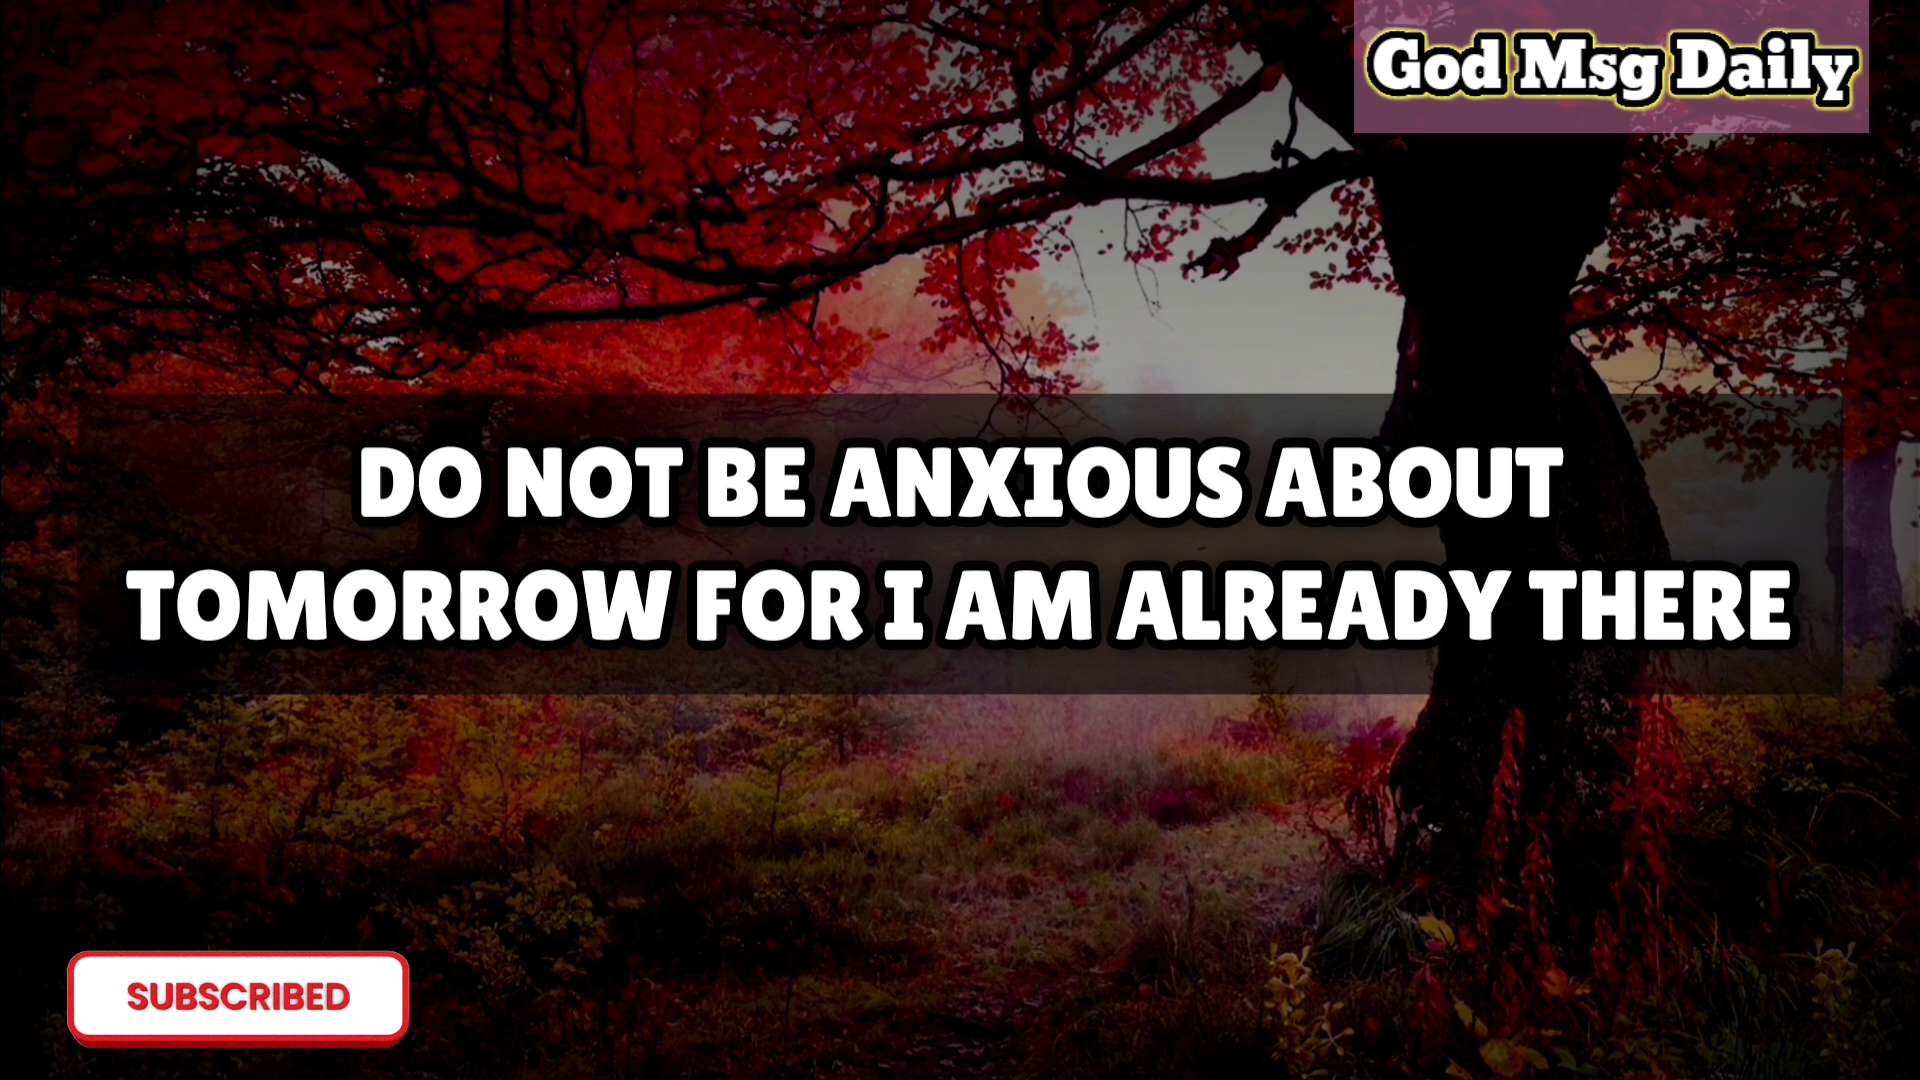 God Msg Daily
DO NOT BE ANXIOUS ABOUT
TOMORROW FOR I AM ALREADY THERE
SUBSCRIBED